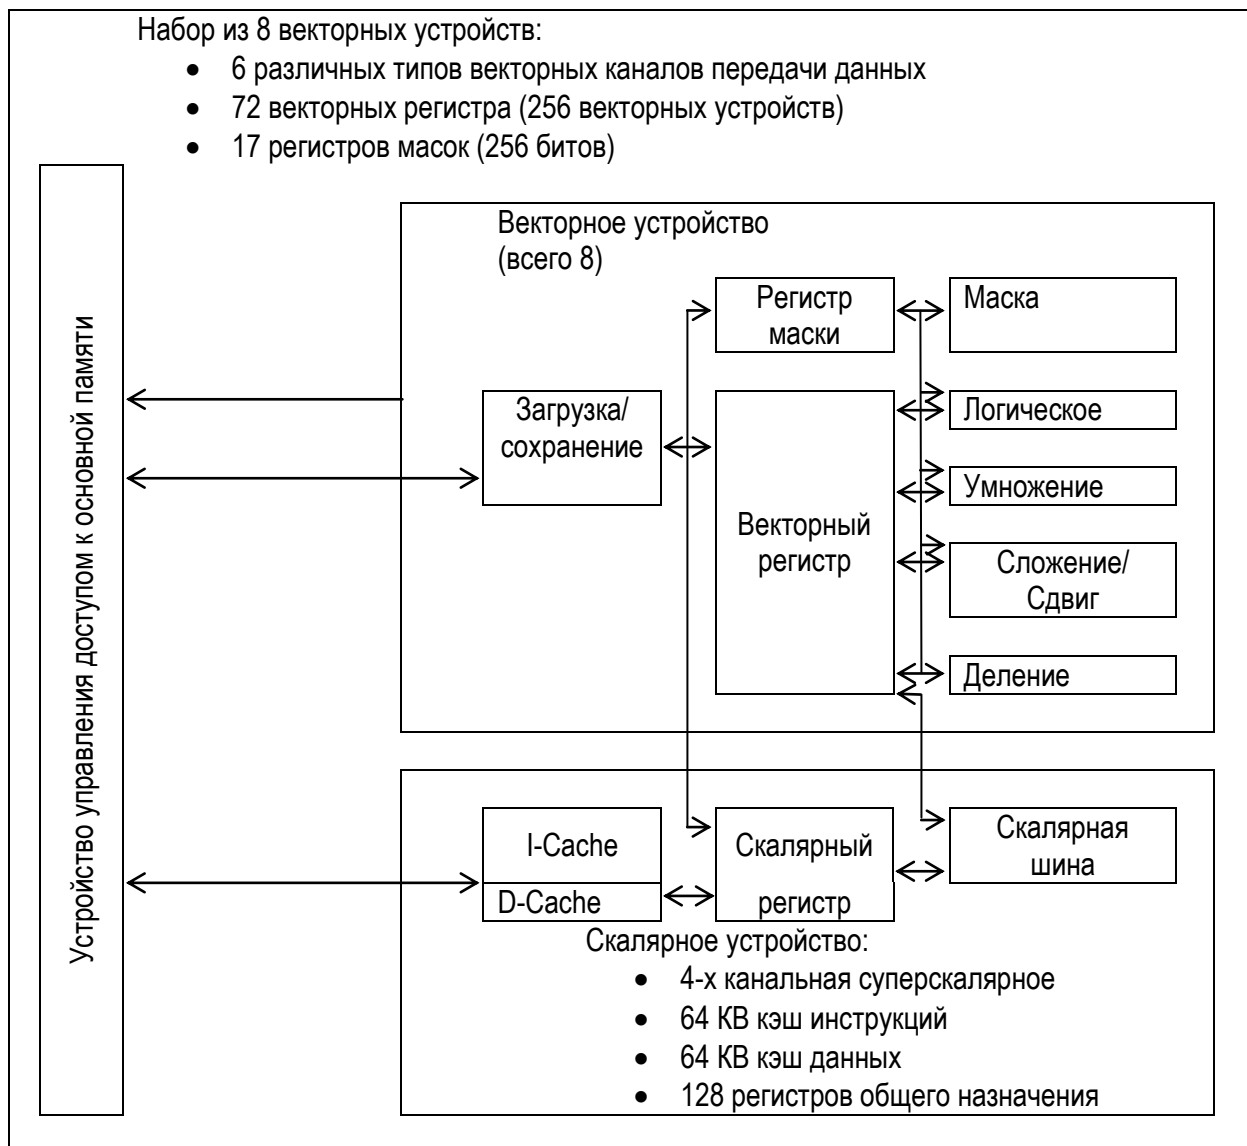 Набор из 8 векторных устройств:
• 6 различных типов векторных каналов передачи данных
• 72 векторных регистра (256 векторных устройств)
• 17 регистров масок (256 битов)
Устройство управления доступом к основной памяти
Векторное устройство
(всего 8)
Регистр
маски
Маска
Загрузка/
сохранение
Векторный
регистр
Логическое
Умножение
Сложение/
Сдвиг
Деление
I-Cache
D-Cache
Скалярный
регистр
Скалярная
шина
Скалярное устройство:
• 4-х канальная суперскалярное
• 64 КВ кэш инструкций
• 64 КВ кэш данных
• 128 регистров общего назначения